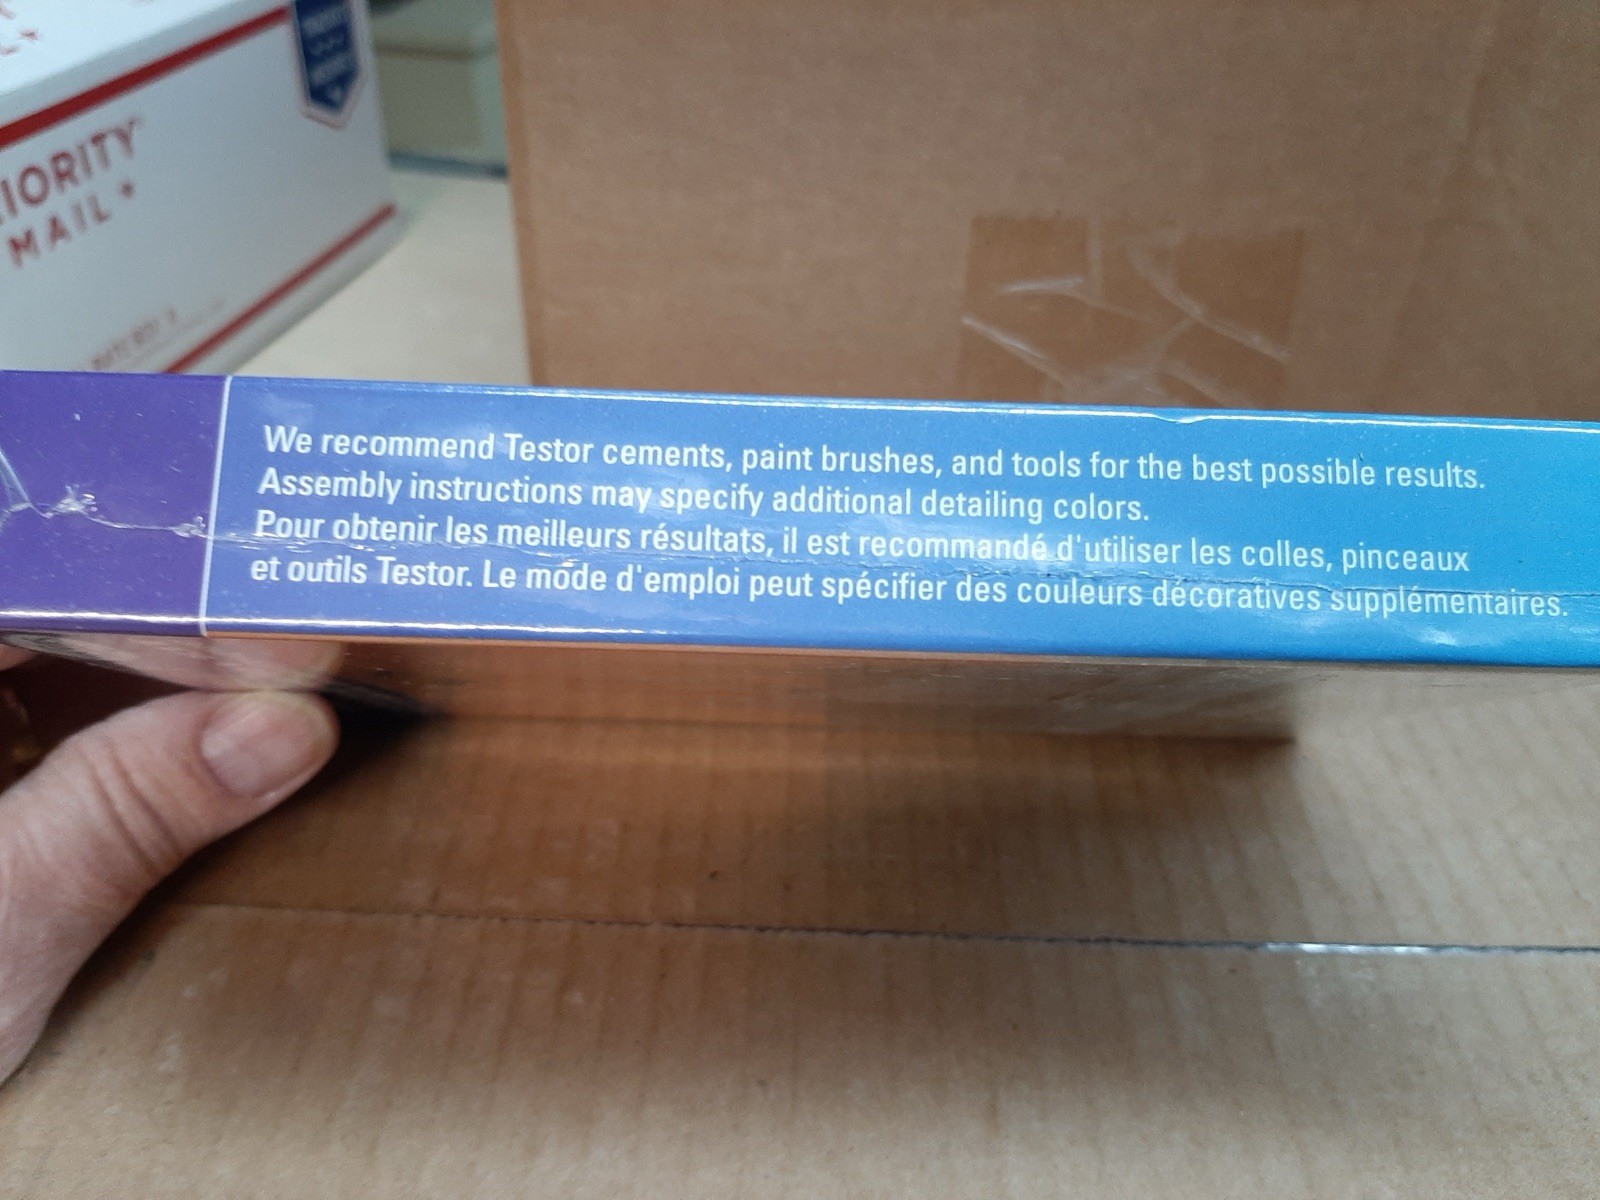 IORITY
MAIL
We recommend Testor cements, paint brushes, and tools for the best possible results.
Assembly instructions may specify additional detailing colors.
Pour obtenir les meilleurs résultats, il est recommandé d'utiliser les colles, pinceaux
et outils Testor. Le mode d'emploi peut spécifier des couleurs décoratives supplémentaires.